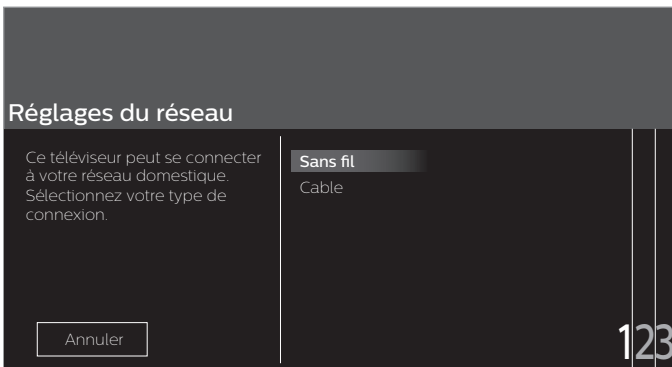 Réglages du réseau
Ce téléviseur peut se connecter
à votre réseau domestique.
Sélectionnez votre type de
connexion.
Sans fil
Cable
Annuler
123